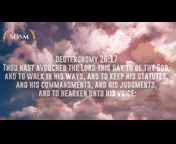 SOSM
Deuteronomy 26:17
Thou hast avouched the Lord this day to be thy God,
and to walk in his ways, and to keep his statutes,
and his commandments, and his judgments,
and to hearken unto his voice: